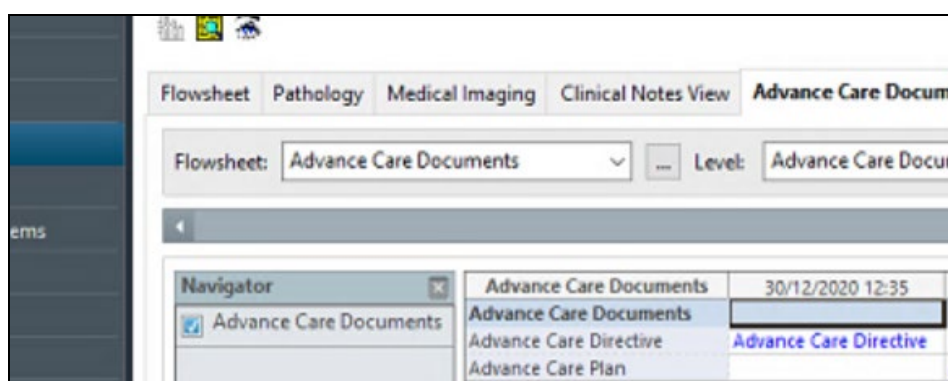 Flowsheet Pathology Medical Imaging Clinical Notes View Advance Care Docum
Flowsheet: Advance Care Documents ... Level: Advance Care Docu
ems
Navigator Advance Care Documents 30/12/2020 12:35
Advance Care Documents
Advance Care Documents
Advance Care Directive Advance Care Directive
Advance Care Plan